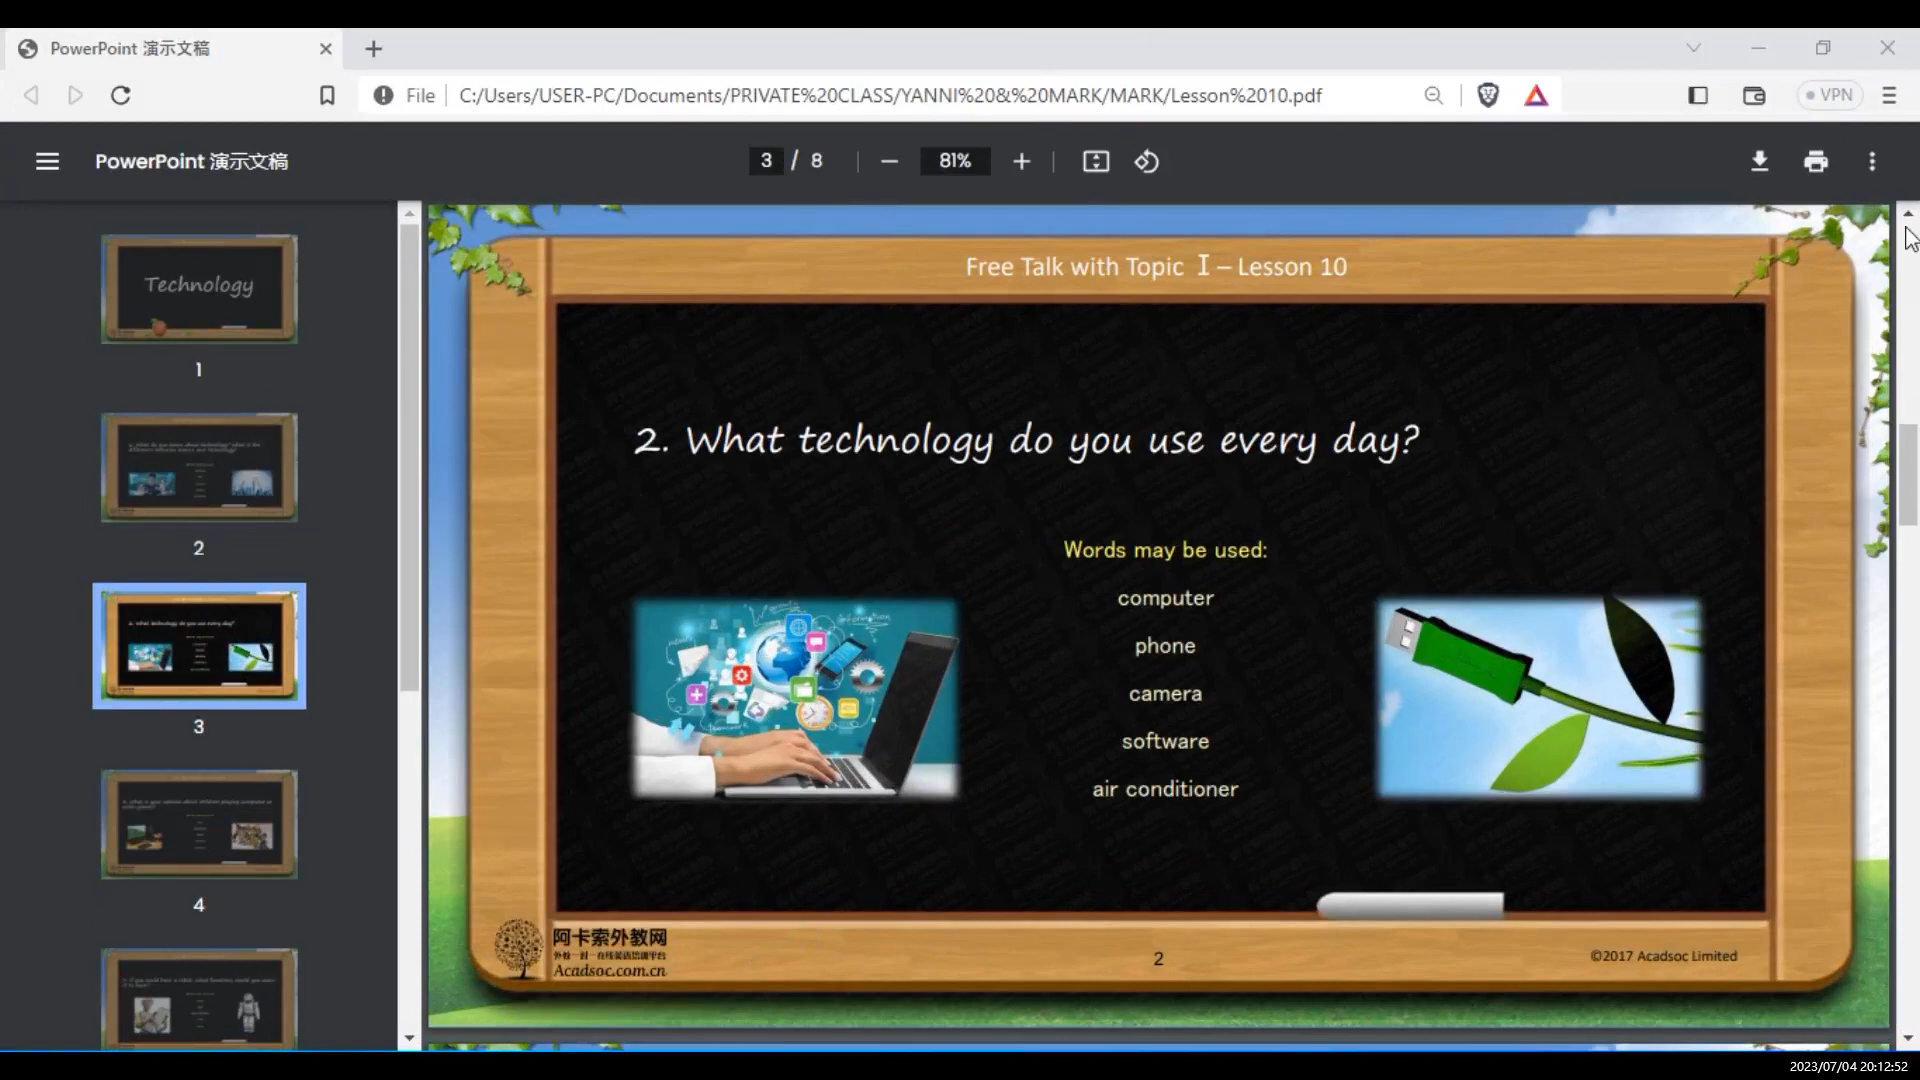 PowerPoint 演示文稿
File
C:/Users/USER-PC/Documents/PRIVATE%20CLASS/YANNI%20&%20MARK/MARK/Lesson%2010.pdf
VPN
PowerPoint 演示文稿
3 / 8
81%
Technology
1
2
3
4
Free Talk with Topic Ⅰ – Lesson 10
2. What technology do you use every day?
Words may be used:
computer
phone
camera
software
air conditioner
阿卡索外教网
Acadsoc.com.cn
2
©2017 Acadsoc Limited
2023/07/04 20:12:52